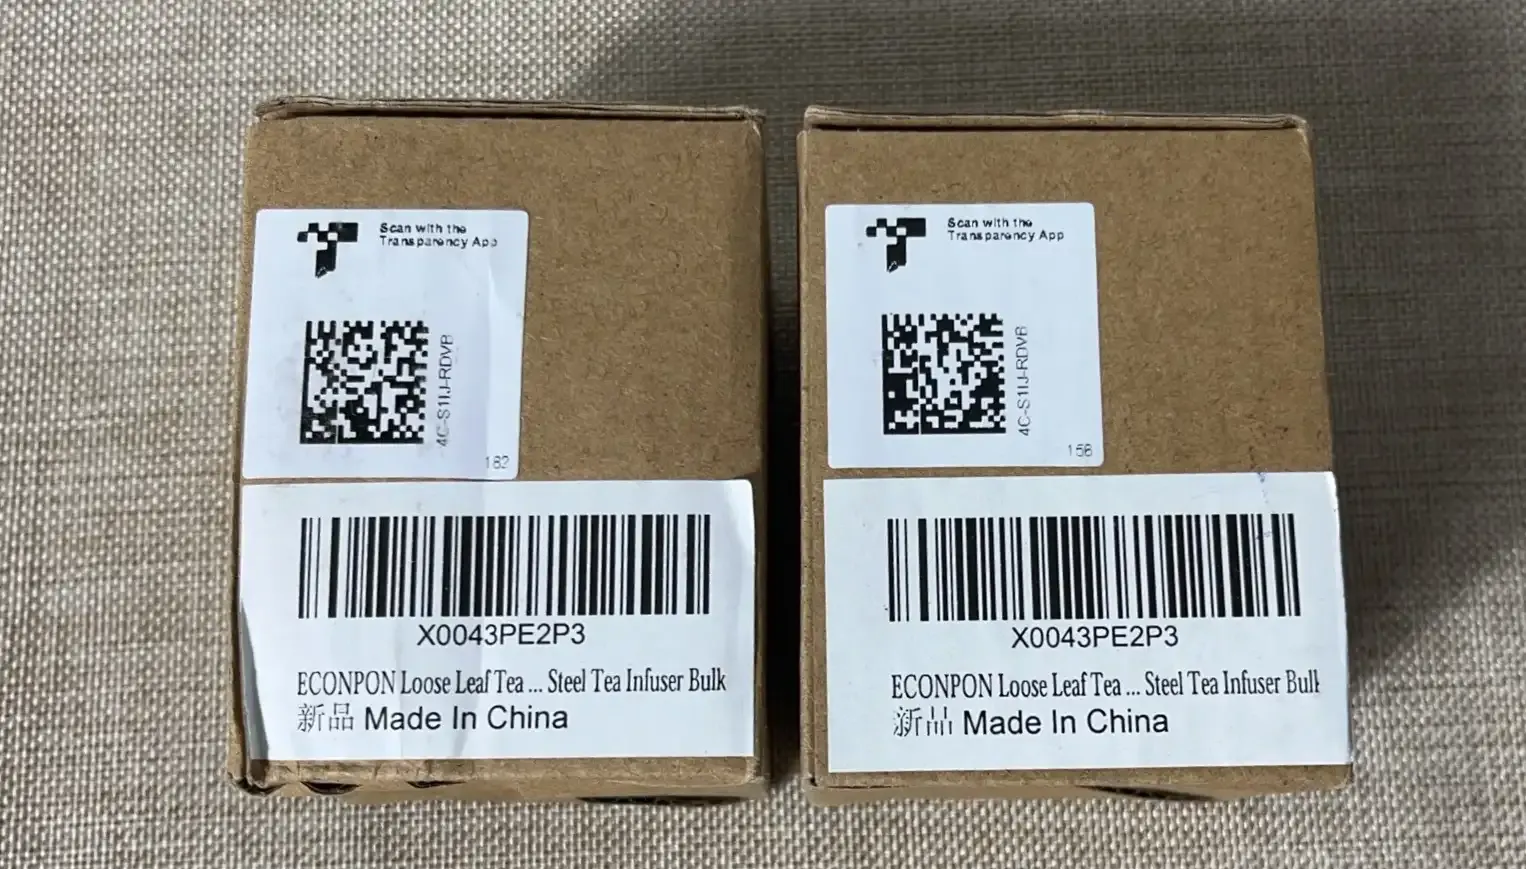 Scan with the
Transparency App
4C-S1IJ-RDVB
182
X0043PE2P3
ECONPON Loose Leaf Tea ... Steel Tea Infuser Bulk
新品 Made In China
Scan with the
Transparency App
4C-S1IJ-RDVB
158
X0043PE2P3
ECONPON Loose Leaf Tea ... Steel Tea Infuser Bulk
新品 Made In China